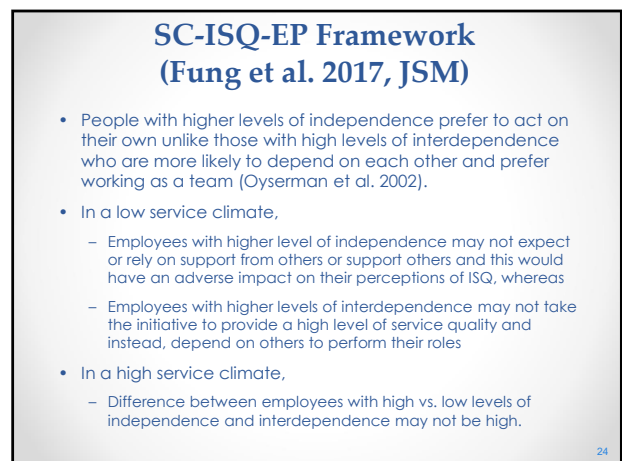 SC-ISQ-EP Framework
(Fung et al. 2017, JSM)
• People with higher levels of independence prefer to act on
their own unlike those with high levels of interdependence
who are more likely to depend on each other and prefer
working as a team (Oyserman et al. 2002).
• In a low service climate,
– Employees with higher level of independence may not expect
or rely on support from others or support others and this would
have an adverse impact on their perceptions of ISQ, whereas
– Employees with higher levels of interdependence may not take
the initiative to provide a high level of service quality and
instead, depend on others to perform their roles
• In a high service climate,
– Difference between employees with high vs. low levels of
independence and interdependence may not be high.
24